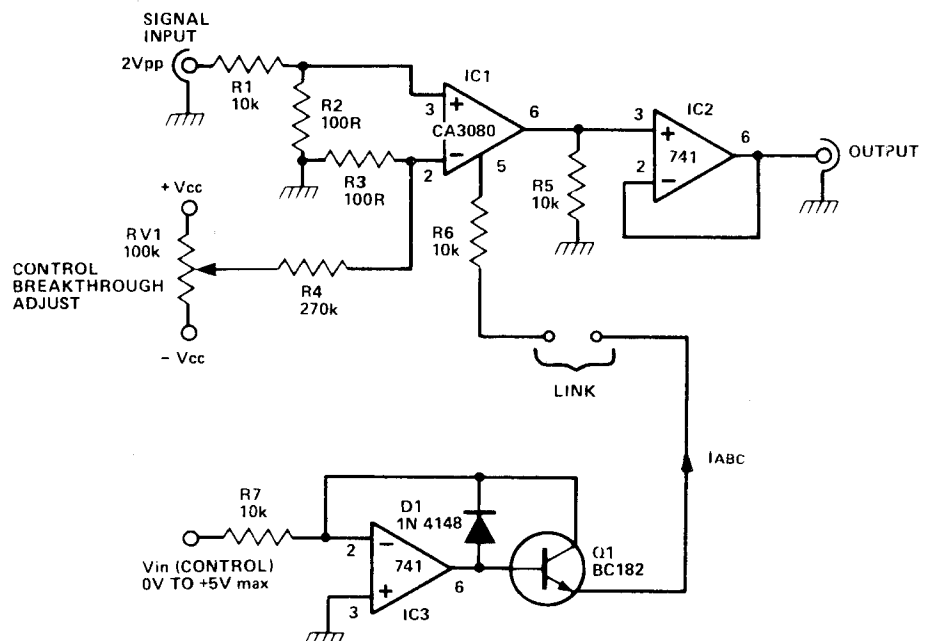 SIGNAL
INPUT
2Vpp
R1
10k
R2
100R
R3
100R
IC1
3
+
CA3080
−
2
5
6
R5
10k
IC2
3
+
741
2
−
6
OUTPUT
R6
10k
+ Vcc
RV1
100k
CONTROL
BREAKTHROUGH
ADJUST
− Vcc
R4
270k
LINK
IABC
R7
10k
Vin (CONTROL)
0V TO +5V max
2
−
741
+
3
IC3
6
D1
1N 4148
Q1
BC182